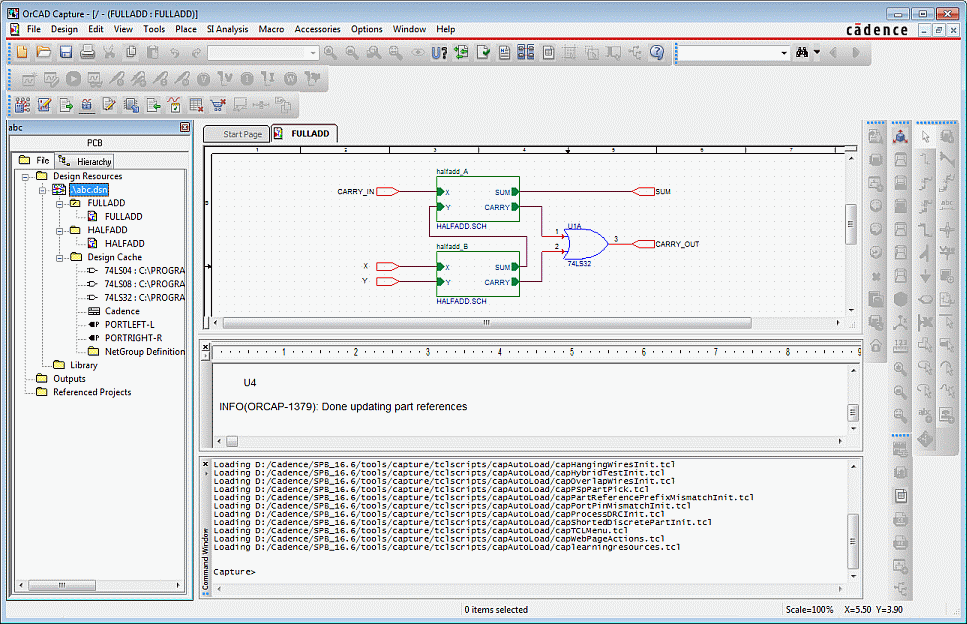 OrCAD Capture - [/ - (FULLADD : FULLADD)]
File Design Edit View Tools Place SI Analysis Macro Accessories Options Window Help
cādence
U?
abc
PCB
File Hierarchy
Design Resources
.\abc.dsn
FULLADD
FULLADD
HALFADD
HALFADD
Design Cache
74LS04 : C:\PROGRA
74LS08 : C:\PROGRA
74LS32 : C:\PROGRA
Cadence
PORTLEFT-L
PORTRIGHT-R
NetGroup Definition
Library
Outputs
Referenced Projects
Start Page FULLADD
1 2 3 4 5
halfadd_A
CARRY_IN X SUM SUM
Y CARRY
HALFADD.SCH
U1A
1
2 3 CARRY_OUT
74LS32
halfadd_B
X X SUM
Y Y CARRY
HALFADD.SCH
1 2 3 4 5 6 7 8 9
U4
INFO(ORCAP-1379): Done updating part references
Command Window
Loading D:/Cadence/SPB_16.6/tools/capture/tclscripts/capAutoLoad/capHangingWiresInit.tcl
Loading D:/Cadence/SPB_16.6/tools/capture/tclscripts/capAutoLoad/capHybridTestInit.tcl
Loading D:/Cadence/SPB_16.6/tools/capture/tclscripts/capAutoLoad/capOverlapWiresInit.tcl
Loading D:/Cadence/SPB_16.6/tools/capture/tclscripts/capAutoLoad/capPSpPartPick.tcl
Loading D:/Cadence/SPB_16.6/tools/capture/tclscripts/capAutoLoad/capPartReferencePrefixMismatchInit.tcl
Loading D:/Cadence/SPB_16.6/tools/capture/tclscripts/capAutoLoad/capPortPinMismatchInit.tcl
Loading D:/Cadence/SPB_16.6/tools/capture/tclscripts/capAutoLoad/capProcessDRCInit.tcl
Loading D:/Cadence/SPB_16.6/tools/capture/tclscripts/capAutoLoad/capShortedDiscretePartInit.tcl
Loading D:/Cadence/SPB_16.6/tools/capture/tclscripts/capAutoLoad/capTCLMenu.tcl
Loading D:/Cadence/SPB_16.6/tools/capture/tclscripts/capAutoLoad/capWebPageActions.tcl
Loading D:/Cadence/SPB_16.6/tools/capture/tclscripts/capAutoLoad/caplearningresources.tcl
Capture>
0 items selected
Scale=100% X=5.50 Y=3.90